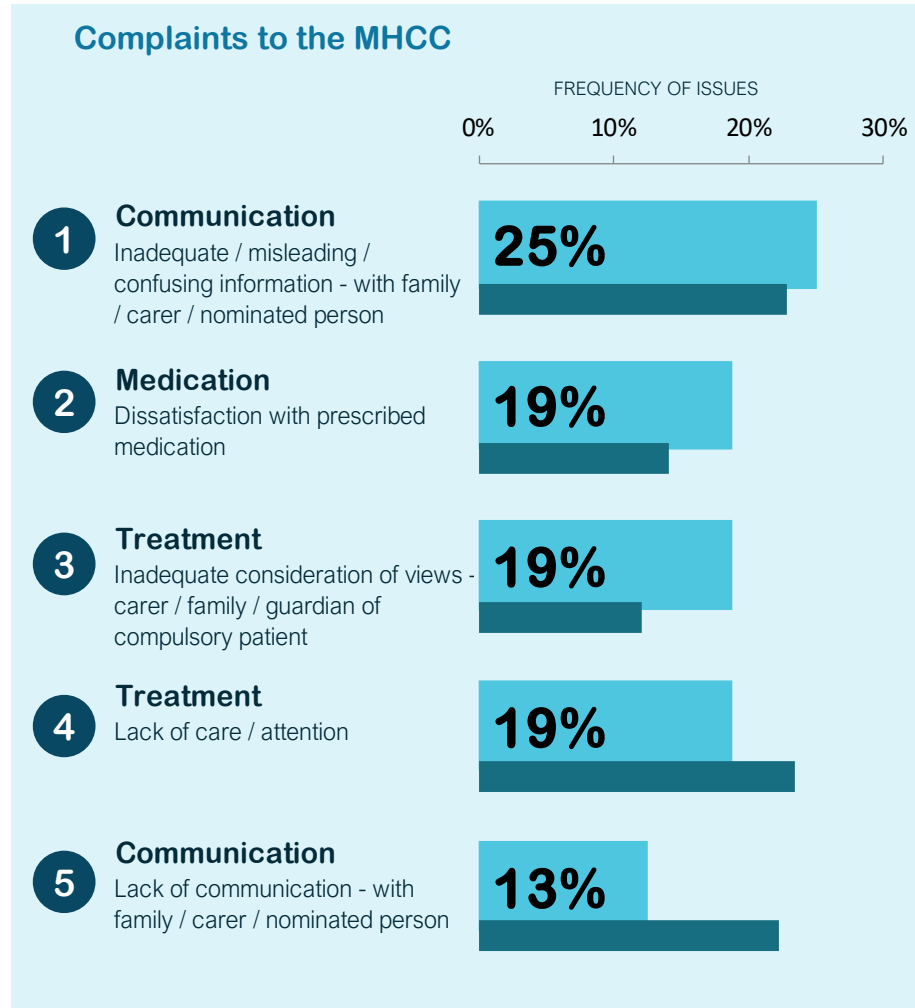 Complaints to the MHCC
FREQUENCY OF ISSUES
0% 10% 20% 30%
1
Communication
Inadequate / misleading /
confusing information - with family
/ carer / nominated person
25%
2
Medication
Dissatisfaction with prescribed
medication
19%
3
Treatment
Inadequate consideration of views -
carer / family / guardian of
compulsory patient
19%
4
Treatment
Lack of care / attention
19%
5
Communication
Lack of communication - with
family / carer / nominated person
13%